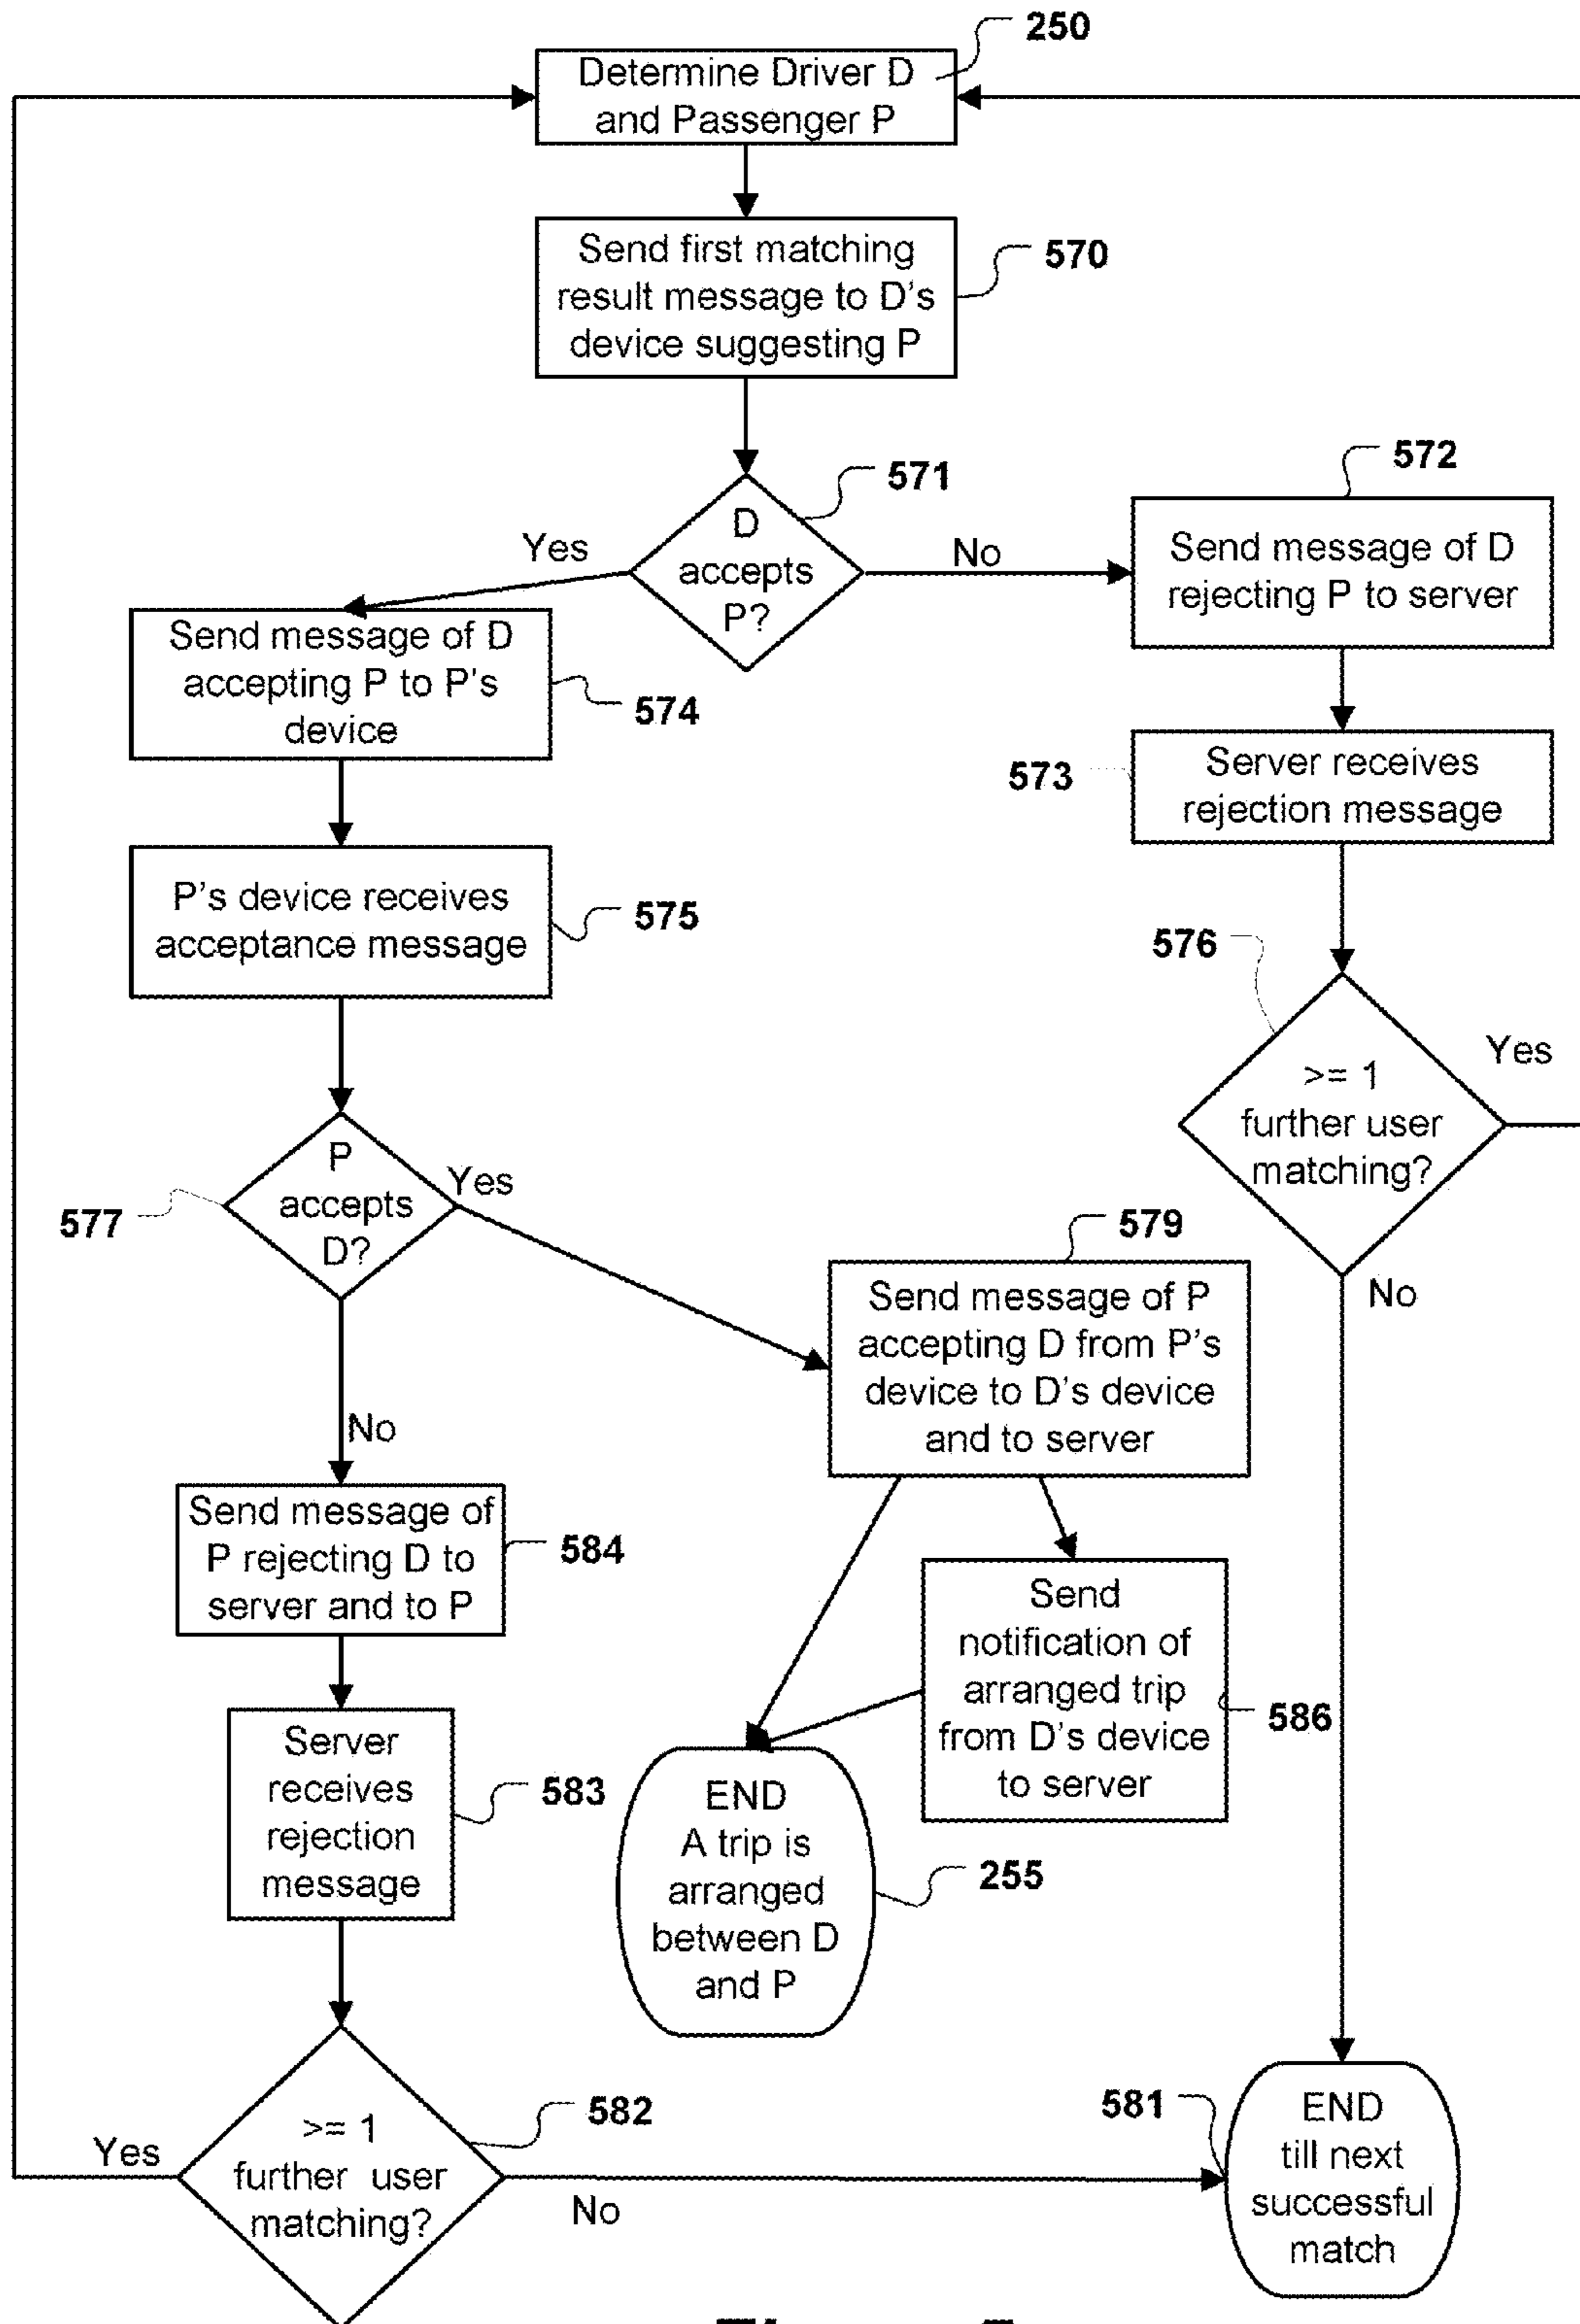 250
Determine Driver D
and Passenger P
Send first matching
result message to D's
device suggesting P
570
571
D
accepts
P?
Yes
No
572
Send message of D
rejecting P to server
Send message of D
accepting P to P's
device
574
573
Server receives
rejection message
P's device receives
acceptance message
575
576
>= 1
further user
matching?
Yes
No
P
accepts
D?
577
Yes
No
579
Send message of P
accepting D from P's
device to D's device
and to server
Send message of
P rejecting D to
server and to P
584
Send
notification of
arranged trip
from D's device
to server
586
Server
receives
rejection
message
583
END
A trip is
arranged
between D
and P
255
>= 1
further user
matching?
582
Yes
No
581
END
till next
successful
match